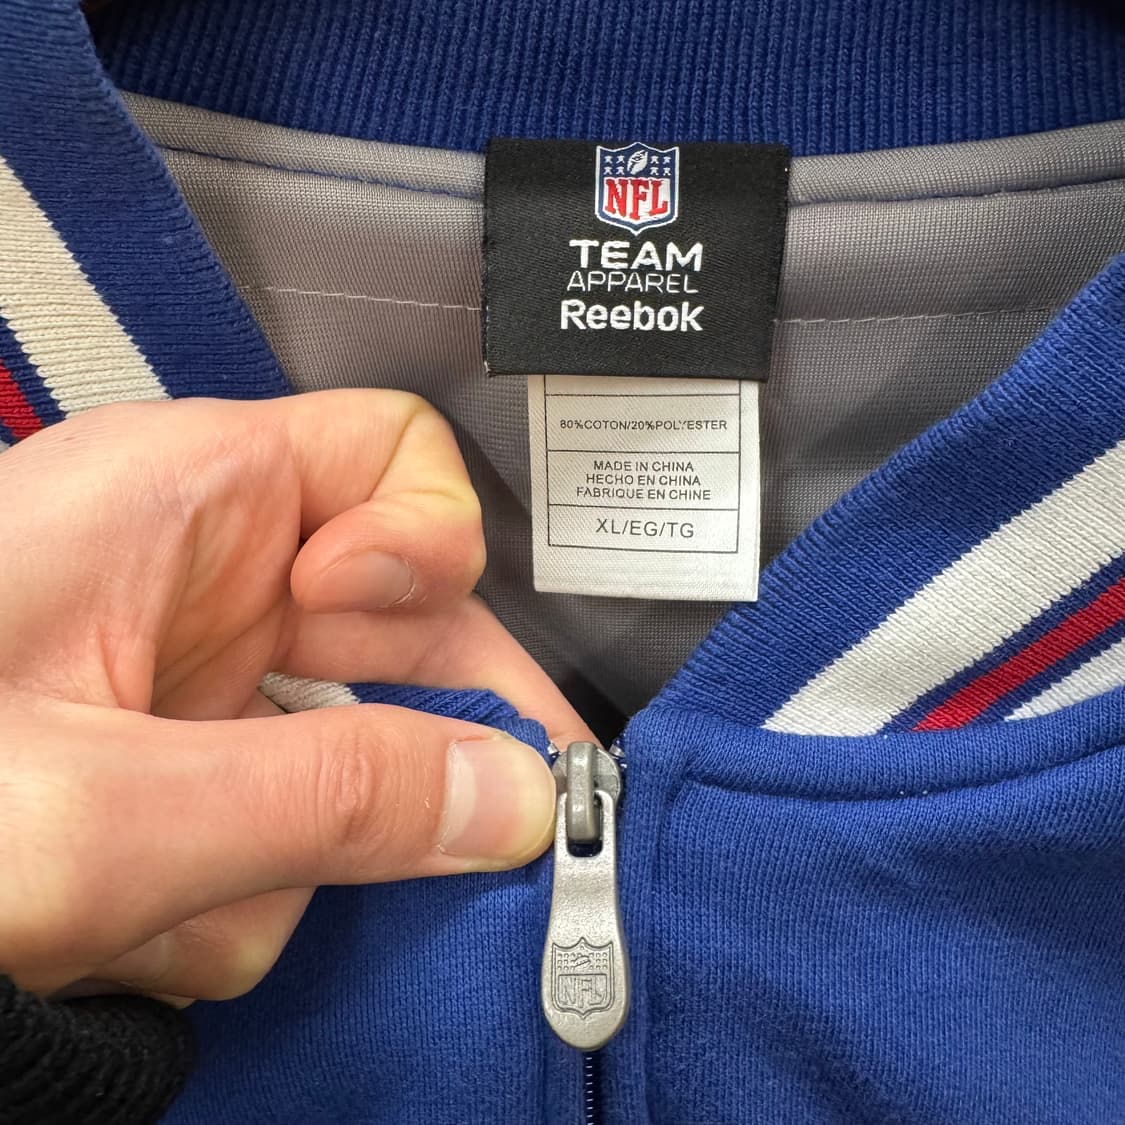 NFL
TEAM
APPAREL
Reebok
80%COTON/20%POLYESTER
MADE IN CHINA
HECHO EN CHINA
FABRIQUE EN CHINE
XL/EG/TG
NFL